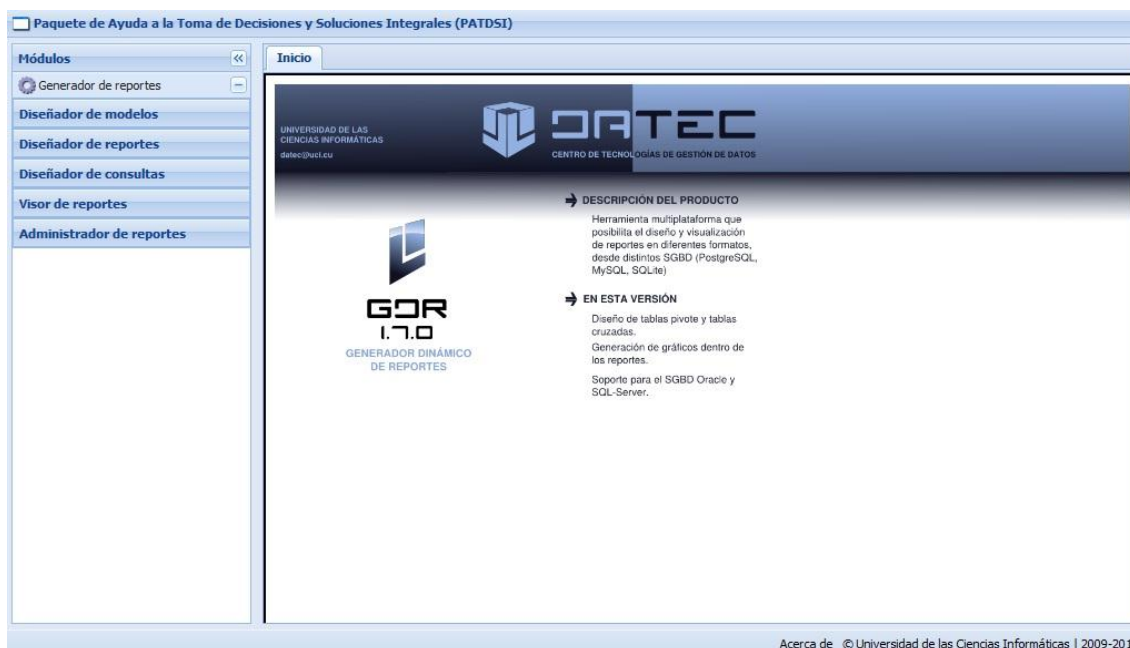 Paquete de Ayuda a la Toma de Decisiones y Soluciones Integrales (PATDSI)
Módulos
Inicio
Generador de reportes
Diseñador de modelos
Diseñador de reportes
Diseñador de consultas
Visor de reportes
Administrador de reportes
UNIVERSIDAD DE LAS
CIENCIAS INFORMÁTICAS
datec@uci.cu
DATEC
CENTRO DE TECNOLOGÍAS DE GESTIÓN DE DATOS
GDR
1.7.0
GENERADOR DINÁMICO
DE REPORTES
DESCRIPCIÓN DEL PRODUCTO
Herramienta multiplataforma que
posibilita el diseño y visualización
de reportes en diferentes formatos,
desde distintos SGBD (PostgreSQL,
MySQL, SQLite)
EN ESTA VERSIÓN
Diseño de tablas pivote y tablas
cruzadas.
Generación de gráficos dentro de
los reportes.
Soporte para el SGBD Oracle y
SQL-Server.
Acerca de © Universidad de las Ciencias Informáticas | 2009-201